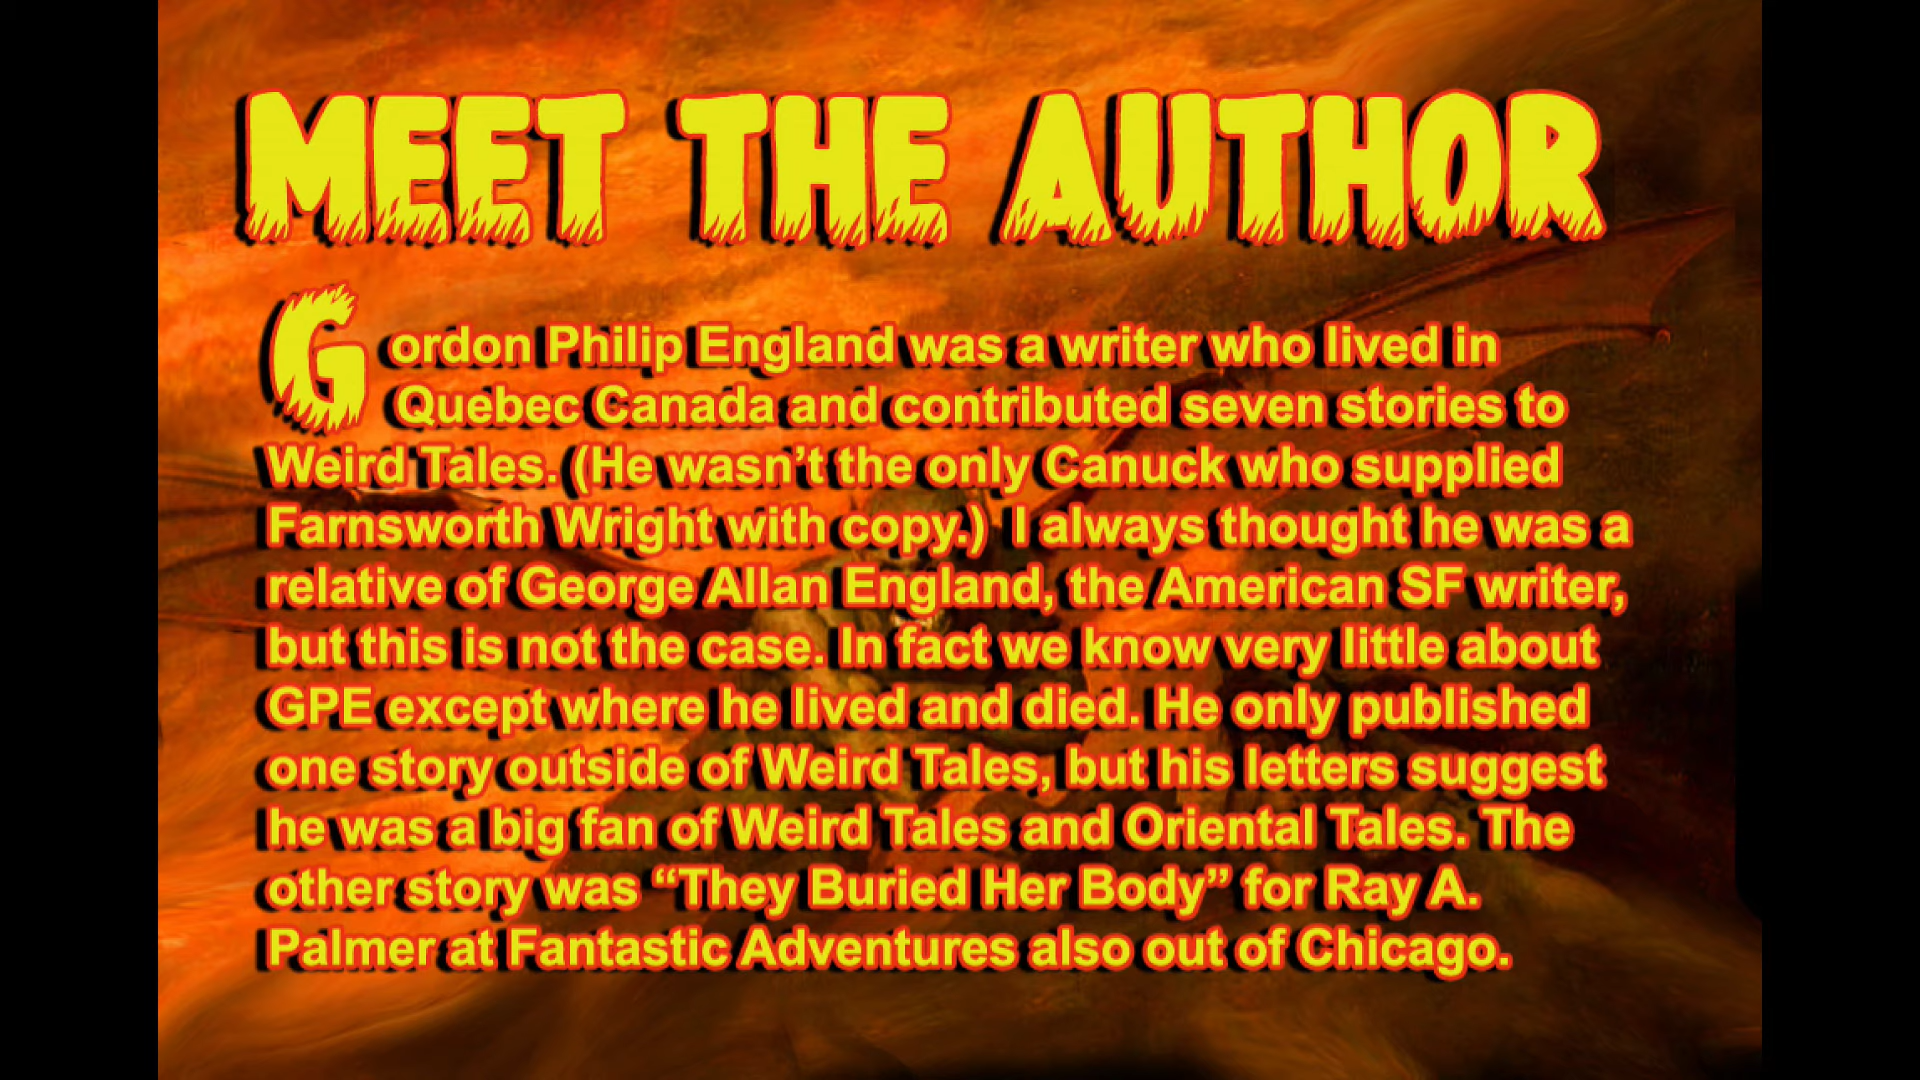 MEET THE AUTHOR
Gordon Philip England was a writer who lived in
Quebec Canada and contributed seven stories to
Weird Tales. (He wasn’t the only Canuck who supplied
Farnsworth Wright with copy.)  I always thought he was a
relative of George Allan England, the American SF writer,
but this is not the case. In fact we know very little about
GPE except where he lived and died. He only published
one story outside of Weird Tales, but his letters suggest
he was a big fan of Weird Tales and Oriental Tales. The
other story was “They Buried Her Body” for Ray A.
Palmer at Fantastic Adventures also out of Chicago.